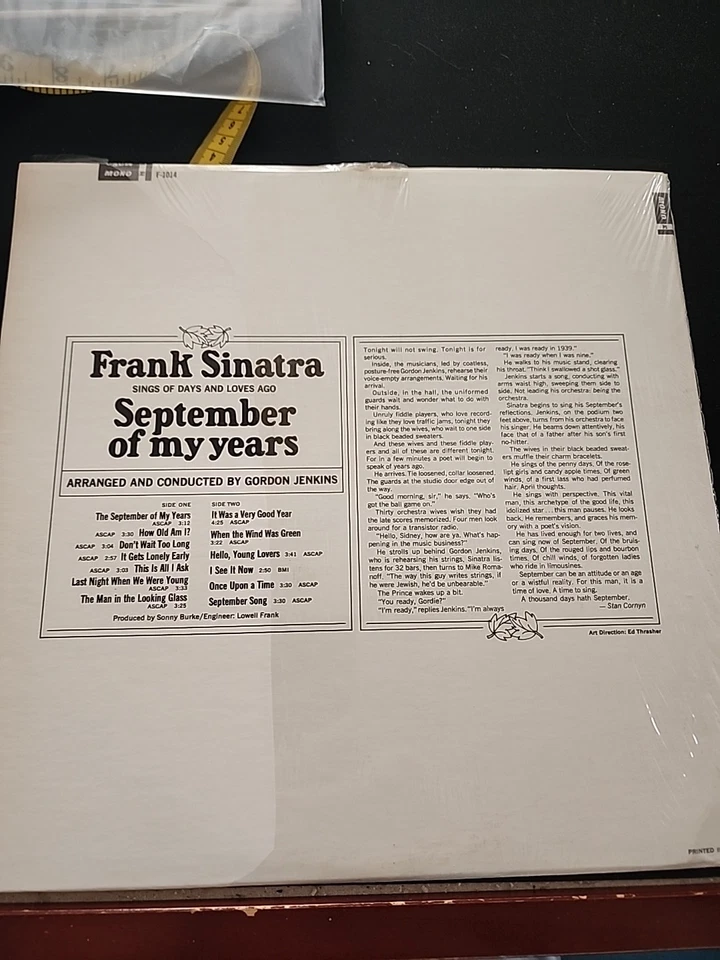 MONO
F-1014
MONO
Frank Sinatra
SINGS OF DAYS AND LOVES AGO
September
of my years
ARRANGED AND CONDUCTED BY GORDON JENKINS
SIDE ONE
The September of My Years
ASCAP 3:12
ASCAP 3:30 How Old Am I?
ASCAP 3:04 Don't Wait Too Long
ASCAP 2:57 It Gets Lonely Early
ASCAP 3:03 This Is All I Ask
Last Night When We Were Young
ASCAP 3:33
The Man in the Looking Glass
ASCAP 3:25
SIDE TWO
It Was a Very Good Year
4:25 ASCAP
When the Wind Was Green
3:22 ASCAP
Hello, Young Lovers 3:41 ASCAP
I See It Now 2:50 BMI
Once Upon a Time 3:30 ASCAP
September Song 3:30 ASCAP
Produced by Sonny Burke/Engineer: Lowell Frank
Tonight will not swing. Tonight is for
serious.
Inside, the musicians, led by coatless,
posture-free Gordon Jenkins, rehearse their
voice-empty arrangements. Waiting for his
arrival.
Outside, in the hall, the uniformed
guards wait and wonder what to do with
their hands.
Unruly fiddle players, who love record-
ing like they love traffic jams, tonight they
bring along the wives, who wait to one side
in black beaded sweaters.
And these wives and these fiddle play-
ers and all of these are different tonight.
For in a few minutes a poet will begin to
speak of years ago.
He arrives. Tie loosened, collar loosened.
The guards at the studio door edge out of
the way.
"Good morning, sir," he says. "Who's
got the ball game on."
Thirty orchestra wives wish they had
the late scores memorized. Four men look
around for a transistor radio.
"Hello, Sidney, how are ya. What's hap-
pening in the music business?"
He strolls up behind Gordon Jenkins,
who is rehearsing his strings, Sinatra lis-
tens for 32 bars, then turns to Mike Roma-
noff. "The way this guy writes strings, if
he were Jewish, he'd be unbearable."
The Prince wakes up a bit.
"You ready, Gordie?"
"I'm ready," replies Jenkins. "I'm always
ready, I was ready in 1939."
"I was ready when I was nine."
He walks to his music stand, clearing
his throat. "Think I swallowed a shot glass."
Jenkins starts a song, conducting with
arms waist high, sweeping them side to
side. Not leading his orchestra: being the
orchestra.
Sinatra begins to sing his September's
reflections. Jenkins, on the podium two
feet above, turns from his orchestra to face
his singer. He beams down attentively, his
face that of a father after his son's first
no-hitter.
The wives in their black beaded sweat-
ers muffle their charm bracelets.
He sings of the penny days. Of the rose-
lipt girls and candy apple times. Of green
winds, of a first lass who had perfumed
hair. April thoughts.
He sings with perspective. This vital
man, this archetype of the good life, this
idolized star... this man pauses. He looks
back. He remembers, and graces his mem-
ory with a poet's vision.
He has lived enough for two lives, and
can sing now of September. Of the bruis-
ing days. Of the rouged lips and bourbon
times. Of chill winds, of forgotten ladies
who ride in limousines.
September can be an attitude or an age
or a wistful reality. For this man, it is a
time of love. A time to sing.
A thousand days hath September.
— Stan Cornyn
Art Direction: Ed Thrasher
PRINTED